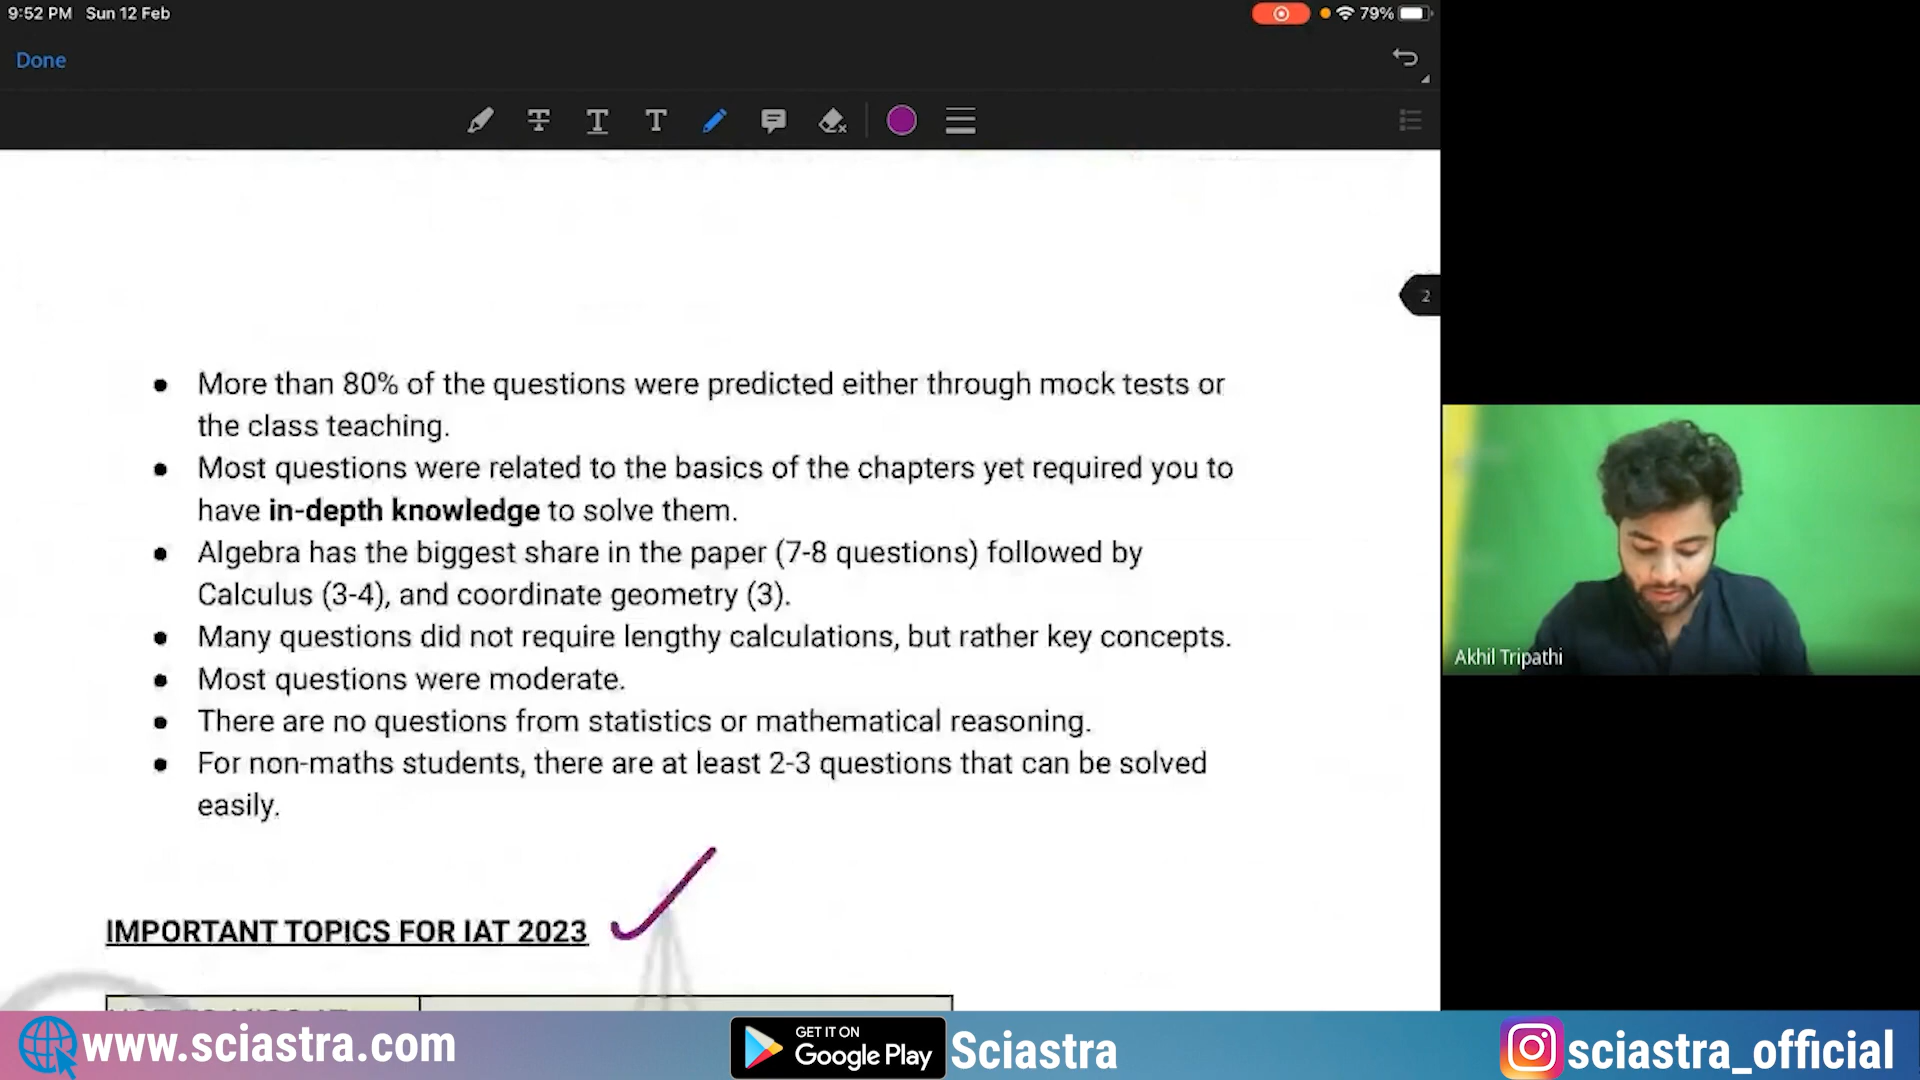 9:52 PM Sun 12 Feb
79%
Done
2
More than 80% of the questions were predicted either through mock tests or
the class teaching.
Most questions were related to the basics of the chapters yet required you to
have in-depth knowledge to solve them.
Algebra has the biggest share in the paper (7-8 questions) followed by
Calculus (3-4), and coordinate geometry (3).
Many questions did not require lengthy calculations, but rather key concepts.
Most questions were moderate.
There are no questions from statistics or mathematical reasoning.
For non-maths students, there are at least 2-3 questions that can be solved
easily.
IMPORTANT TOPICS FOR IAT 2023
Akhil Tripathi
www.sciastra.com
GET IT ON
Google Play
Sciastra
sciastra_official